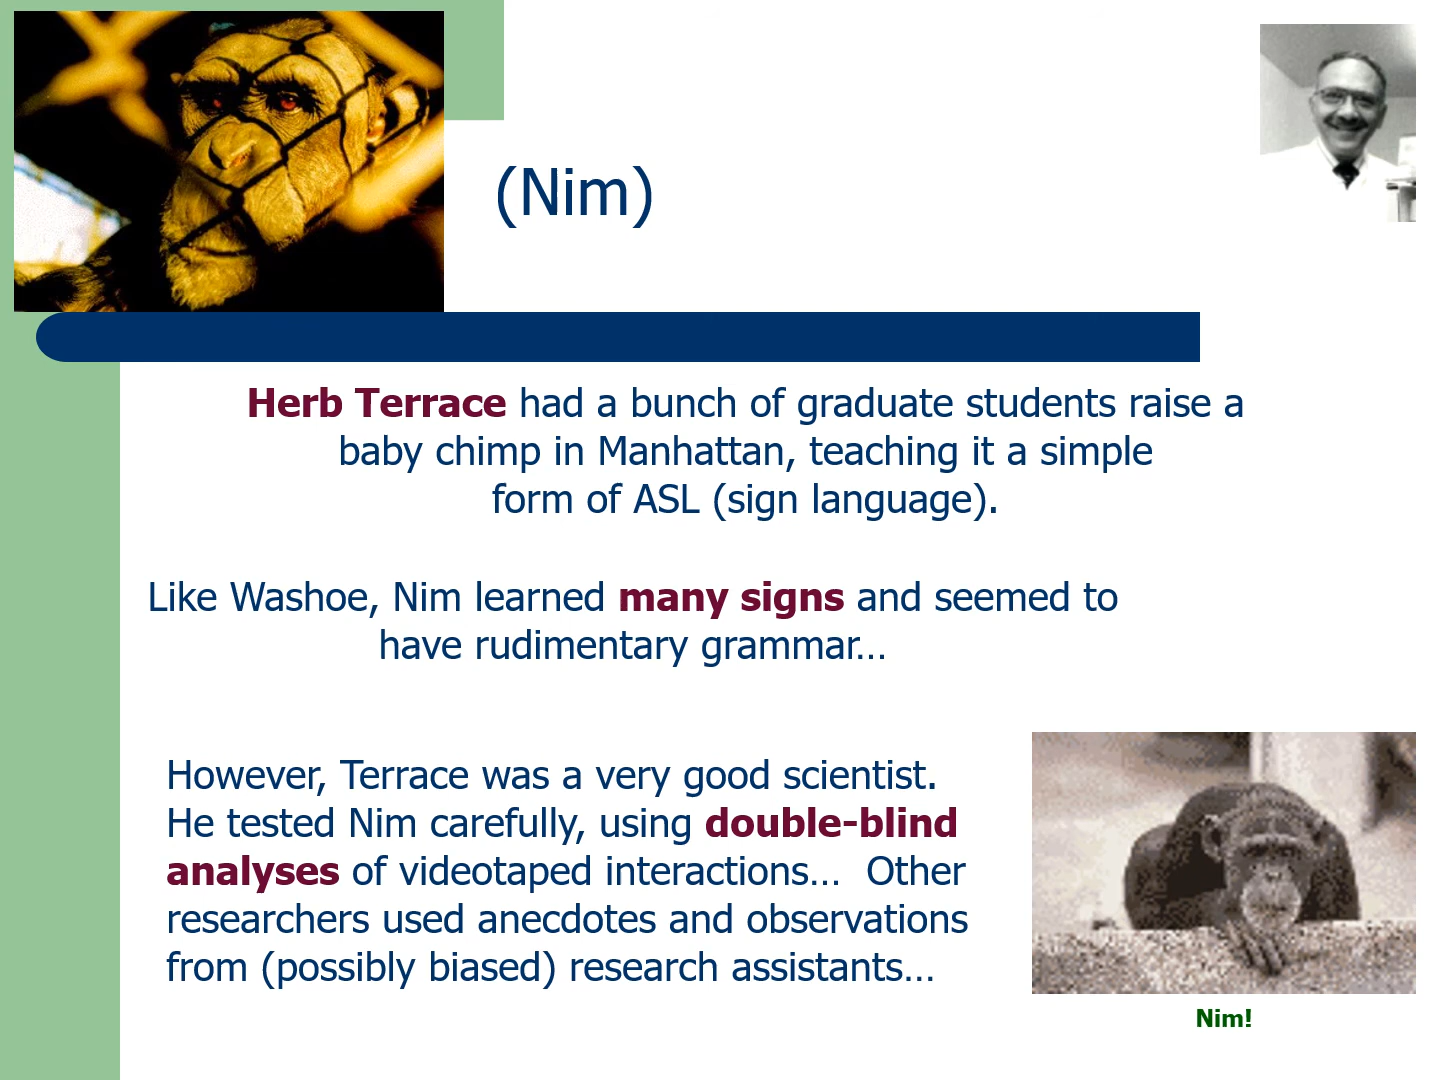 (Nim)
Herb Terrace had a bunch of graduate students raise a
baby chimp in Manhattan, teaching it a simple
form of ASL (sign language).
Like Washoe, Nim learned many signs and seemed to
have rudimentary grammar…
However, Terrace was a very good scientist.
He tested Nim carefully, using double-blind
analyses of videotaped interactions…  Other
researchers used anecdotes and observations
from (possibly biased) research assistants…
Nim!